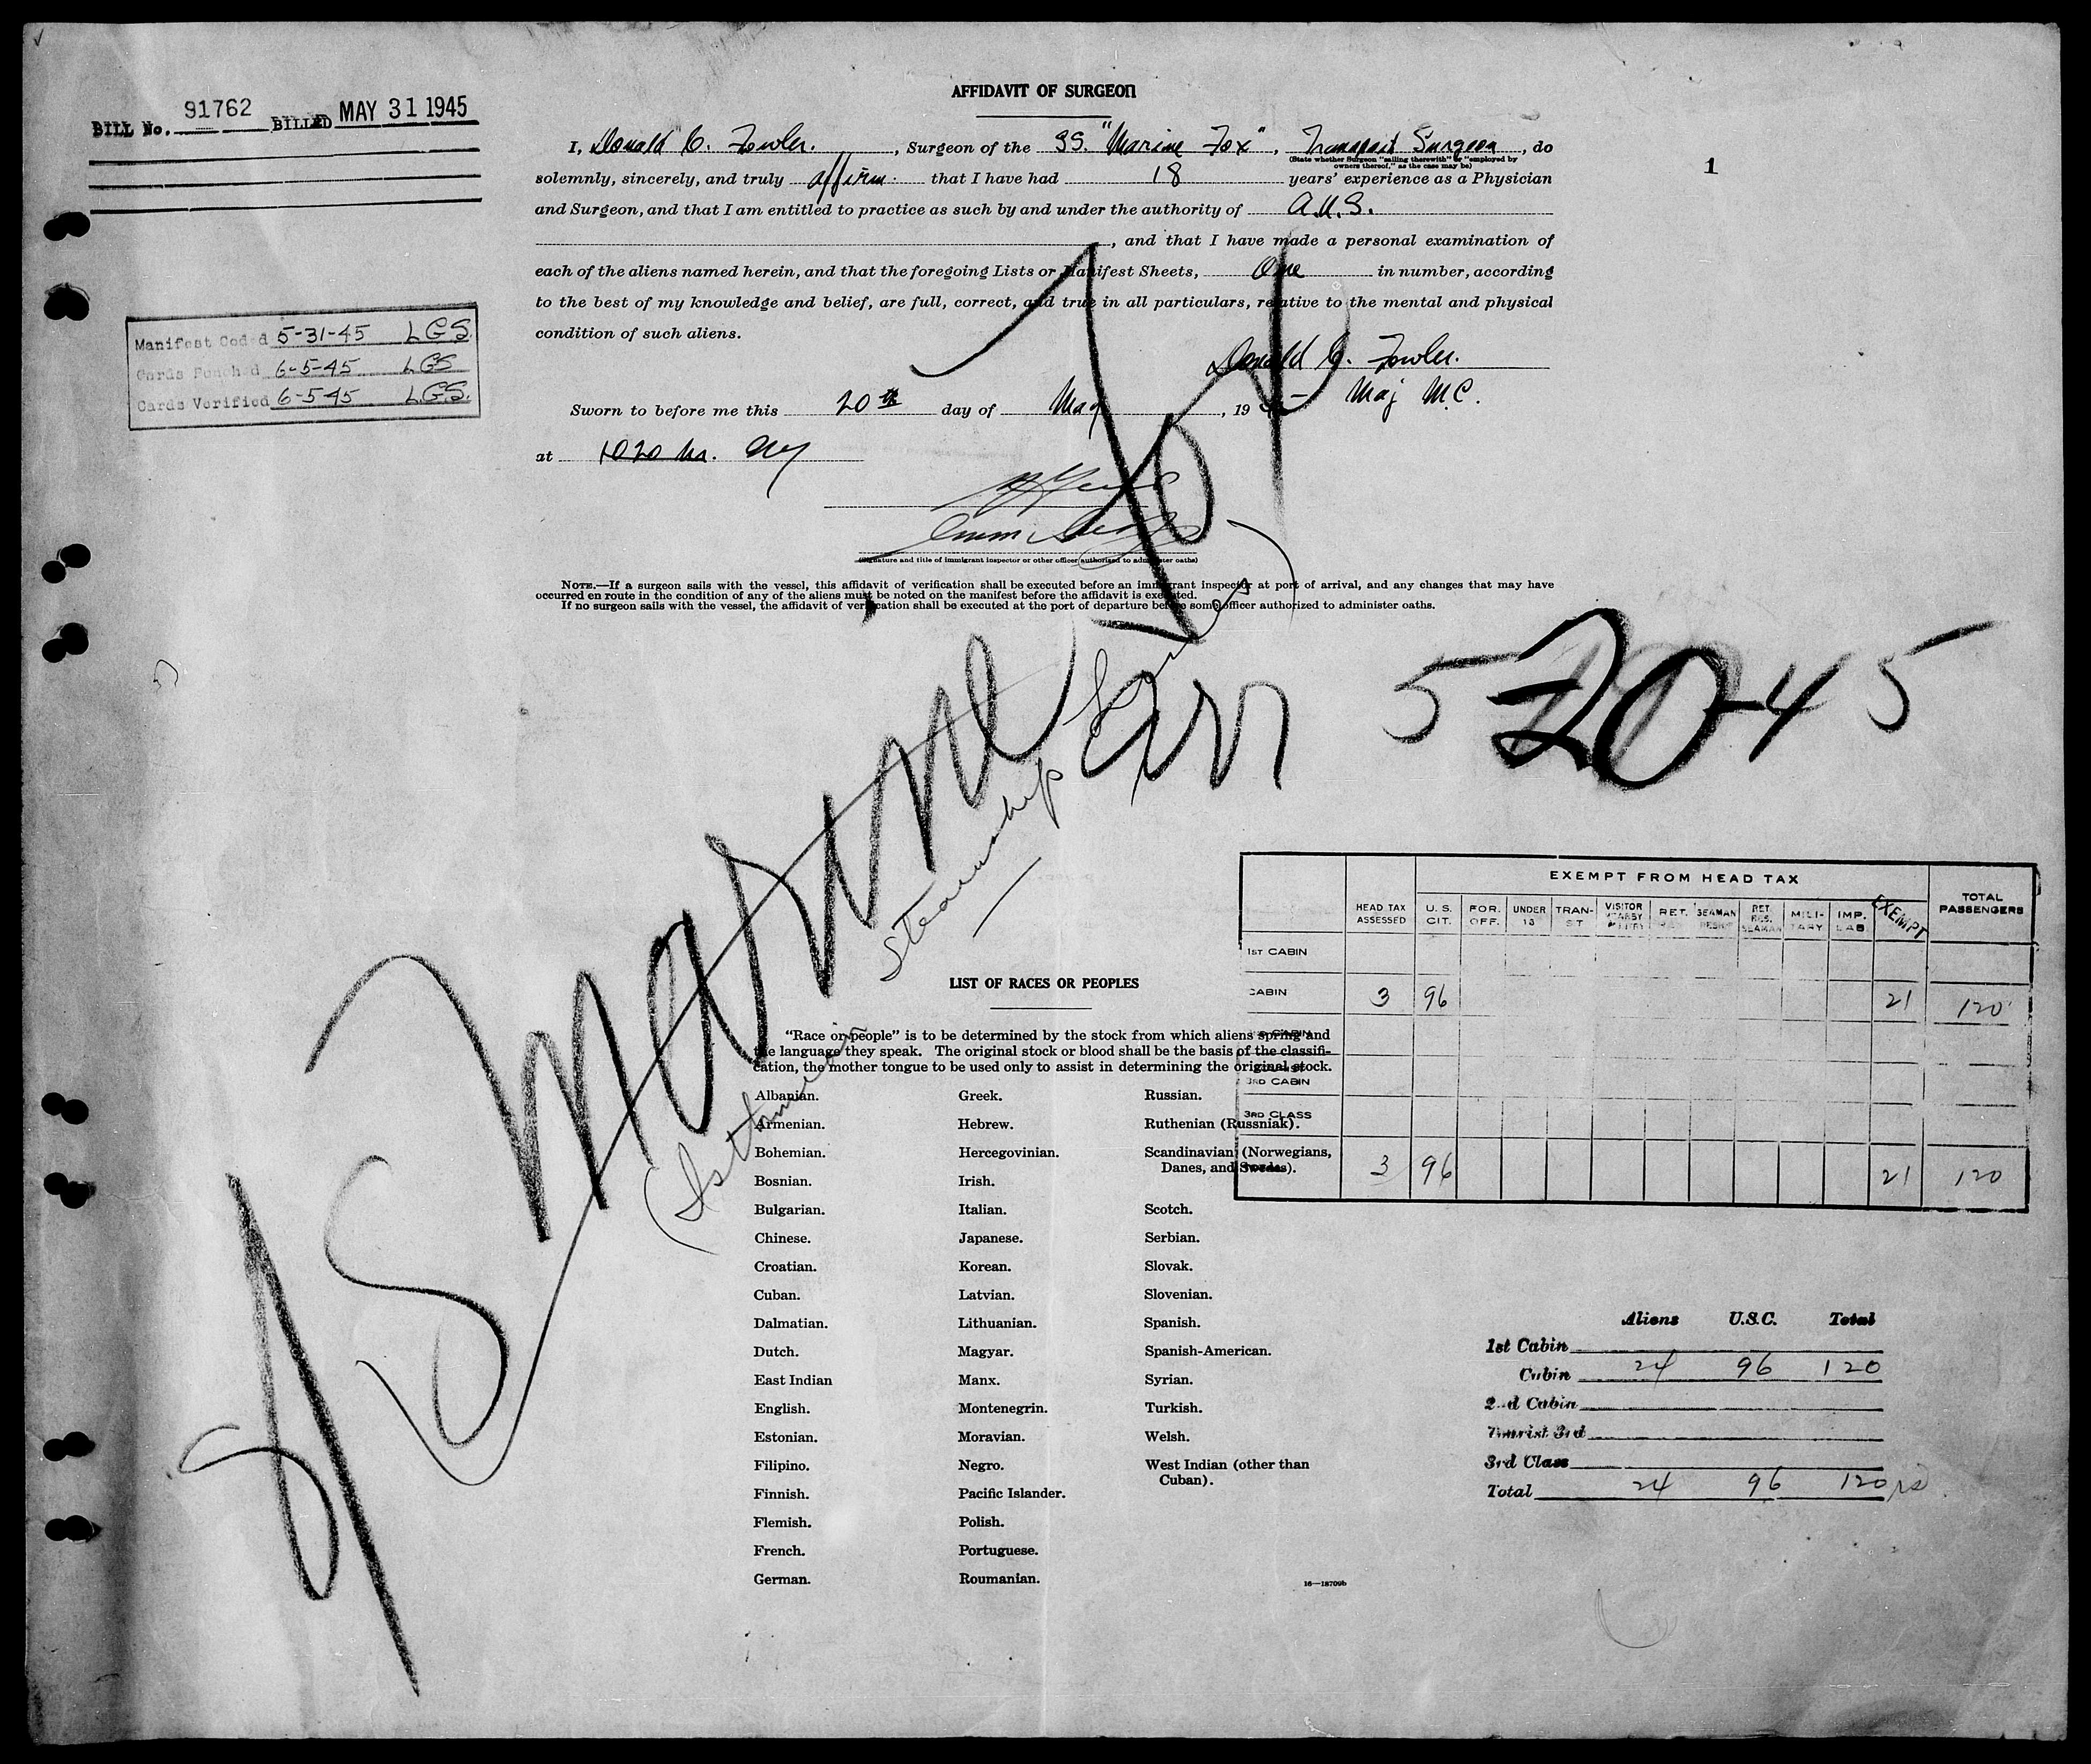 AFFIDAVIT OF SURGEON
BILL No. 91762 BILLED MAY 31 1945
1
I, Donald C. Fowler. , Surgeon of the SS. "Marine Fox", Transport Surgeon , do
(State whether Surgeon "sailing therewith" or "employed by owners thereof," as the case may be)
solemnly, sincerely, and truly affirm. that I have had 18 years' experience as a Physician
and Surgeon, and that I am entitled to practice as such by and under the authority of A.U.S.
, and that I have made a personal examination of
each of the aliens named herein, and that the foregoing Lists or Manifest Sheets, One in number, according
to the best of my knowledge and belief, are full, correct, and true in all particulars, relative to the mental and physical
condition of such aliens.
Manifest Coded 5-31-45 LGS.
Cards Punched 6-5-45 LGS
Cards Verified 6-5-45 LGS.
Donald C. Fowler.
Maj M.C.
Sworn to before me this 20th day of May , 1945
at 1020 hs. NY
(Signature and title of immigrant inspector or other officer authorized to administer oaths)
NOTE.—If a surgeon sails with the vessel, this affidavit of verification shall be executed before an immigrant inspector at port of arrival, and any changes that may have
occurred en route in the condition of any of the aliens must be noted on the manifest before the affidavit is executed.
If no surgeon sails with the vessel, the affidavit of verification shall be executed at the port of departure before some officer authorized to administer oaths.
S/S Marine Fox
(Isthmian Steamship Lines)
Arr 5-20-45
EXEMPT FROM HEAD TAX
HEAD TAX ASSESSED U.S. CIT. FOR. OFF. UNDER 13 TRAN-SIT VISITOR RET. SEAMAN RET. RES. SEAMAN MILI-TARY IMP. LAB. EXEMPT TOTAL PASSENGERS
1ST CABIN
CABIN 3 96 21 120
3RD CABIN
3RD CLASS
3 96 21 120
LIST OF RACES OR PEOPLES
"Race or people" is to be determined by the stock from which aliens spring and
the language they speak. The original stock or blood shall be the basis of the classifi-
cation, the mother tongue to be used only to assist in determining the original stock.
Albanian.
Armenian.
Bohemian.
Bosnian.
Bulgarian.
Chinese.
Croatian.
Cuban.
Dalmatian.
Dutch.
East Indian
English.
Estonian.
Filipino.
Finnish.
Flemish.
French.
German.
Greek.
Hebrew.
Hercegovinian.
Irish.
Italian.
Japanese.
Korean.
Latvian.
Lithuanian.
Magyar.
Manx.
Montenegrin.
Moravian.
Negro.
Pacific Islander.
Polish.
Portuguese.
Roumanian.
Russian.
Ruthenian (Russniak).
Scandinavian (Norwegians,
Danes, and Swedes).
Scotch.
Serbian.
Slovak.
Slovenian.
Spanish.
Spanish-American.
Syrian.
Turkish.
Welsh.
West Indian (other than
Cuban).
16—18709b
Aliens U.S.C. Total
1st Cabin
Cabin 24 96 120
2nd Cabin
Tourist 3rd
3rd Class
Total 24 96 120